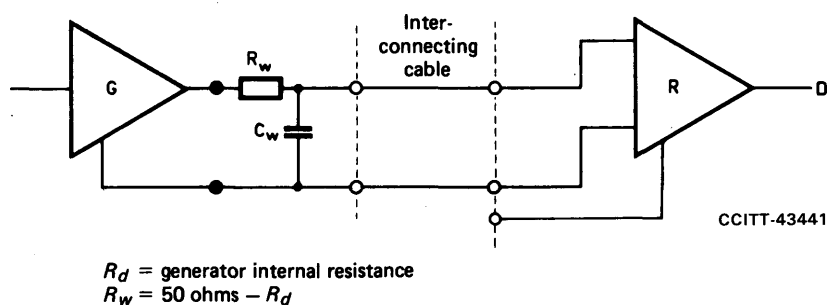 Inter-
connecting
cable
G
R_w
C_w
R
O
CCITT-43441
R_d = generator internal resistance
R_w = 50 ohms – R_d